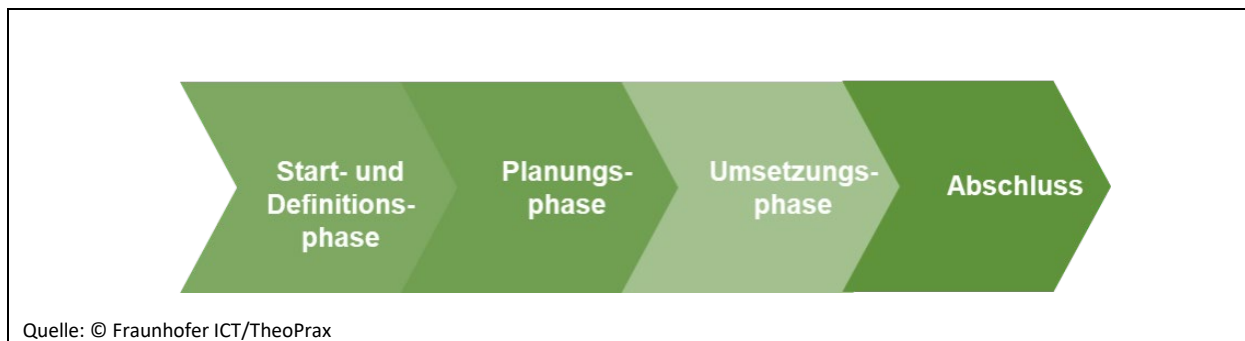 Start- und
Definitions-
phase
Planungs-
phase
Umsetzungs-
phase
Abschluss
Quelle: © Fraunhofer ICT/TheoPrax